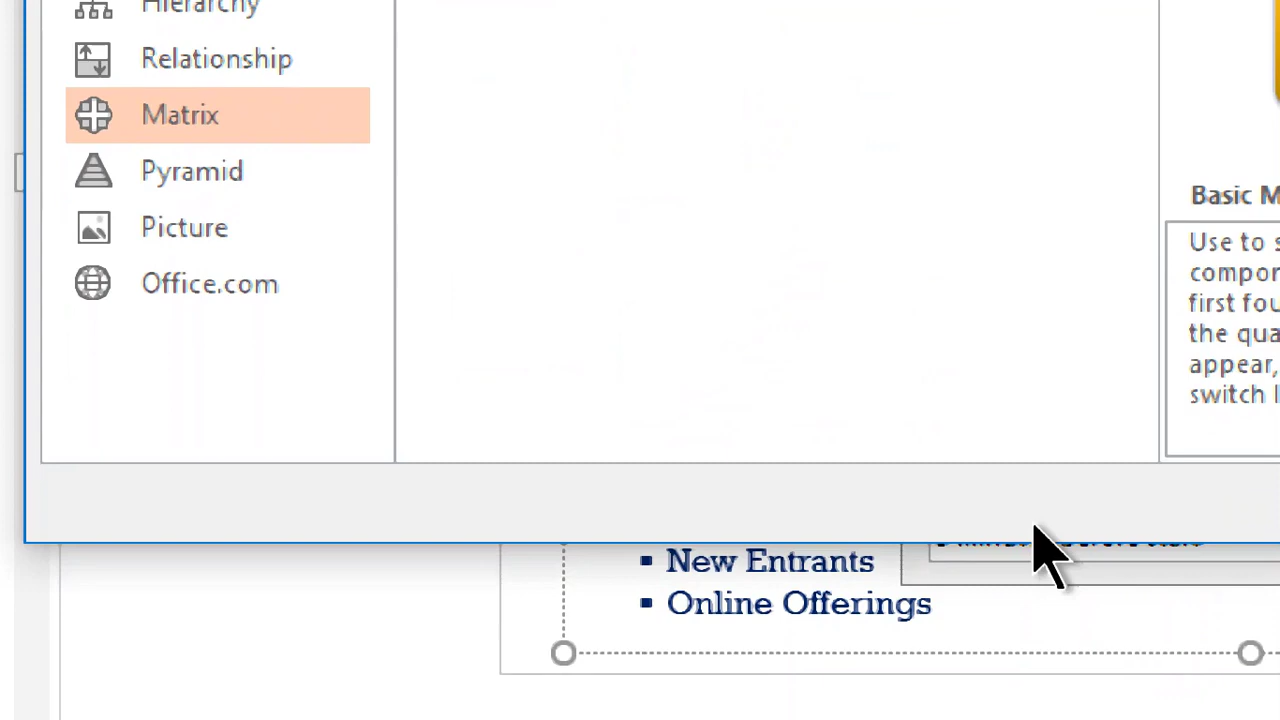 Hierarchy
Relationship
Matrix
Pyramid
Picture
Office.com
Basic M
Use to s
compor
first fou
the qua
appear,
switch l
New Entrants
Online Offerings